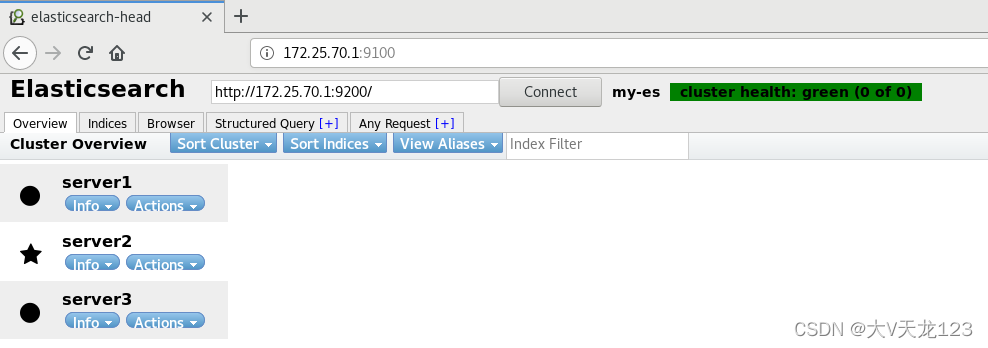 elasticsearch-head
172.25.70.1:9100
Elasticsearch http://172.25.70.1:9200/ Connect my-es cluster health: green (0 of 0)
Overview Indices Browser Structured Query [+] Any Request [+]
Cluster Overview Sort Cluster Sort Indices View Aliases Index Filter
server1
Info Actions
server2
Info Actions
server3
Info Actions
CSDN @大V天龙123